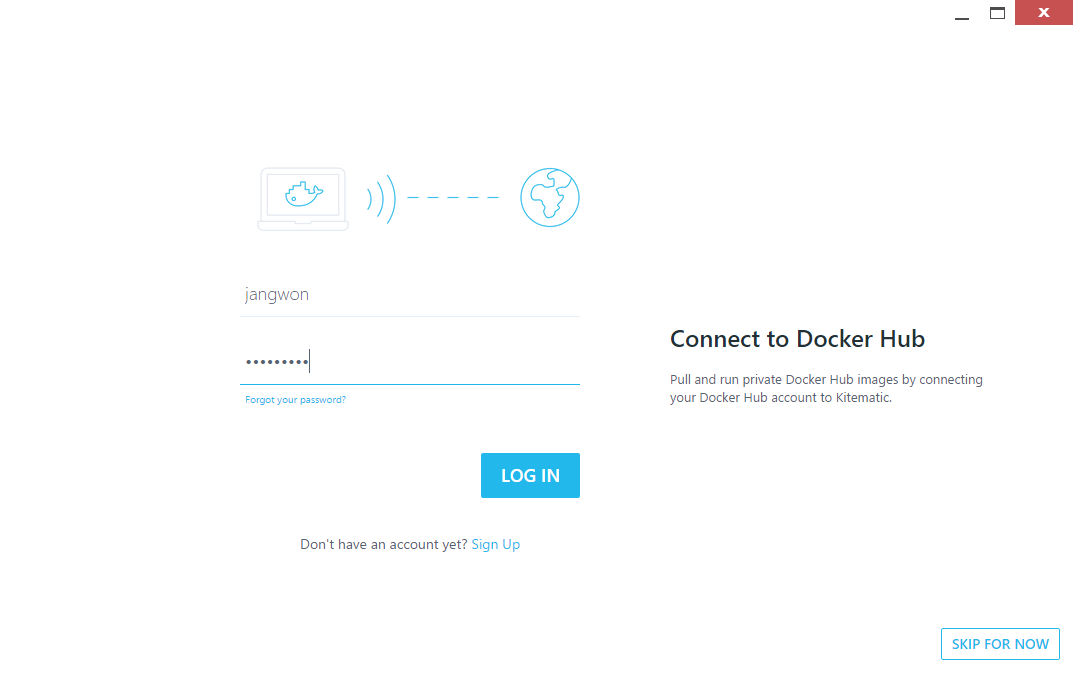 jangwon
•••••••••
Forgot your password?
LOG IN
Don't have an account yet? Sign Up
Connect to Docker Hub
Pull and run private Docker Hub images by connecting
your Docker Hub account to Kitematic.
SKIP FOR NOW